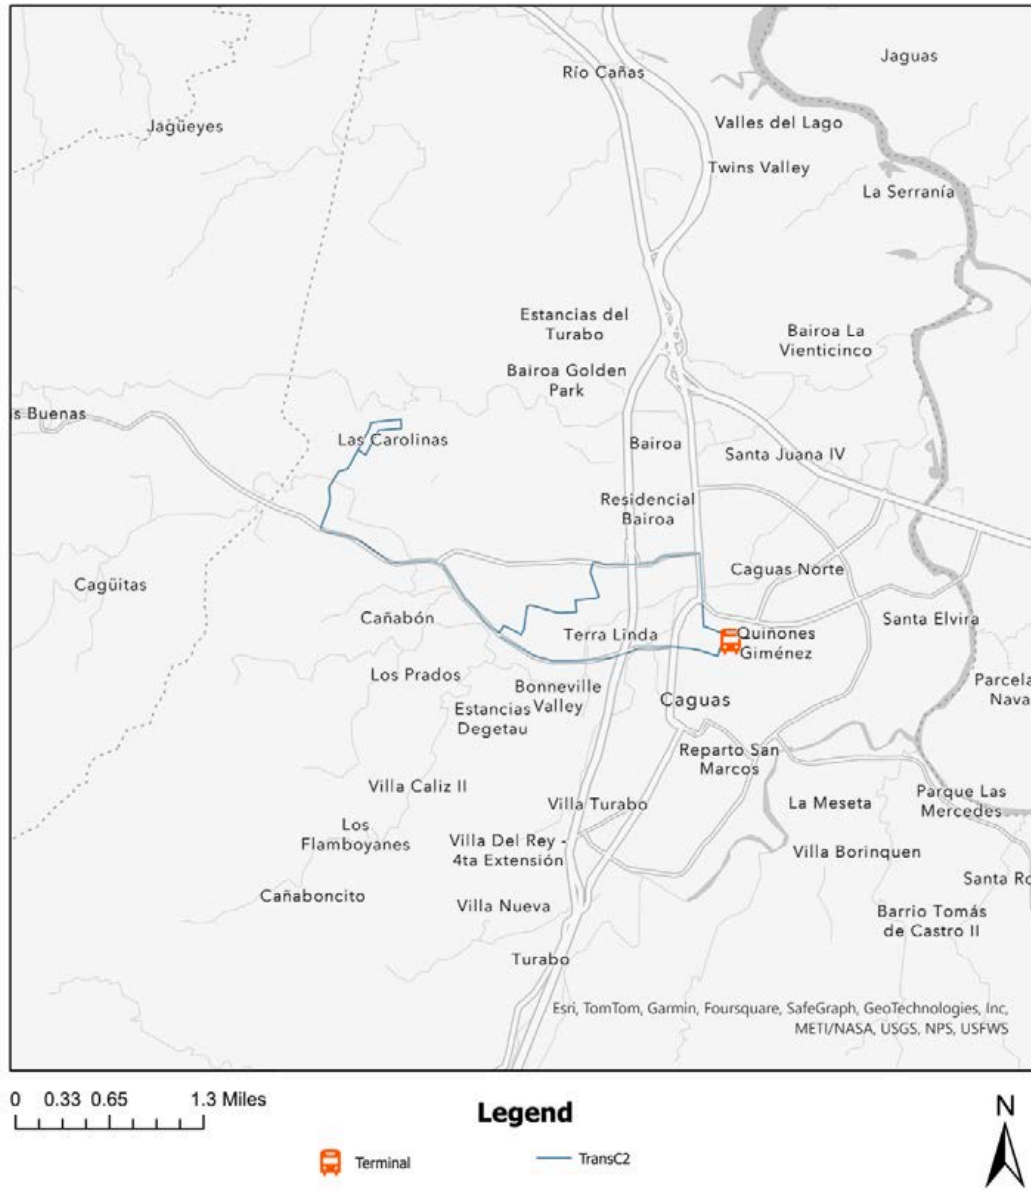 Jaguas
Río Cañas
Jagüeyes
Valles del Lago
Twins Valley
La Serranía
Estancias del
Turabo
Bairoa La
Vienticinco
Bairoa Golden
Park
s Buenas
Las Carolinas
Bairoa
Santa Juana IV
Residencial
Bairoa
Cagüitas
Caguas Norte
Cañabón
Santa Elvira
Terra Linda
Quiñones
Giménez
Los Prados
Bonneville
Valley
Parcela
Nava
Estancias
Degetau
Caguas
Reparto San
Marcos
Villa Caliz II
Villa Turabo
La Meseta
Parque Las
Mercedes
Los
Flamboyanes
Villa Del Rey -
4ta Extensión
Villa Borinquen
Cañaboncito
Villa Nueva
Santa Ro
Barrio Tomás
de Castro II
Turabo
Esri, TomTom, Garmin, Foursquare, SafeGraph, GeoTechnologies, Inc,
METI/NASA, USGS, NPS, USFWS
0 0.33 0.65 1.3 Miles
Legend
N
Terminal
TransC2